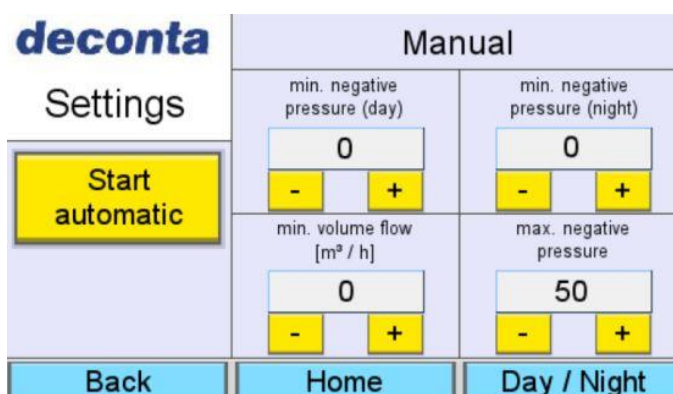 deconta
Settings
Start
automatic
Manual
min. negative
pressure (day)
0
-
+
min. negative
pressure (night)
0
-
+
min. volume flow
[m³ / h]
0
-
+
max. negative
pressure
50
-
+
Back
Home
Day / Night